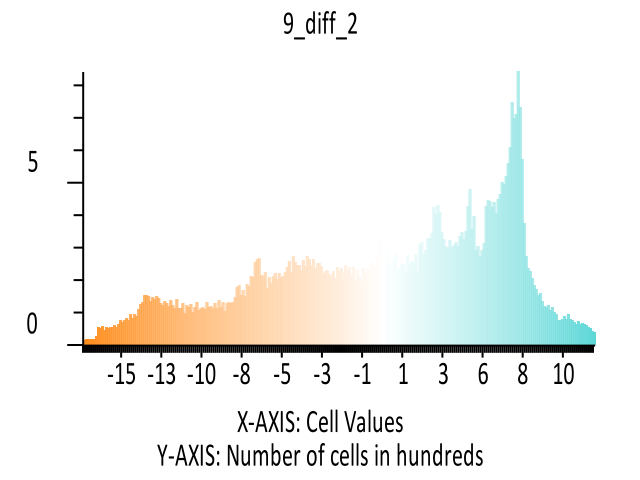 9_diff_2
5
0
-15 -13 -10 -8 -5 -3 -1 1 3 6 8 10
X-AXIS: Cell Values
Y-AXIS: Number of cells in hundreds